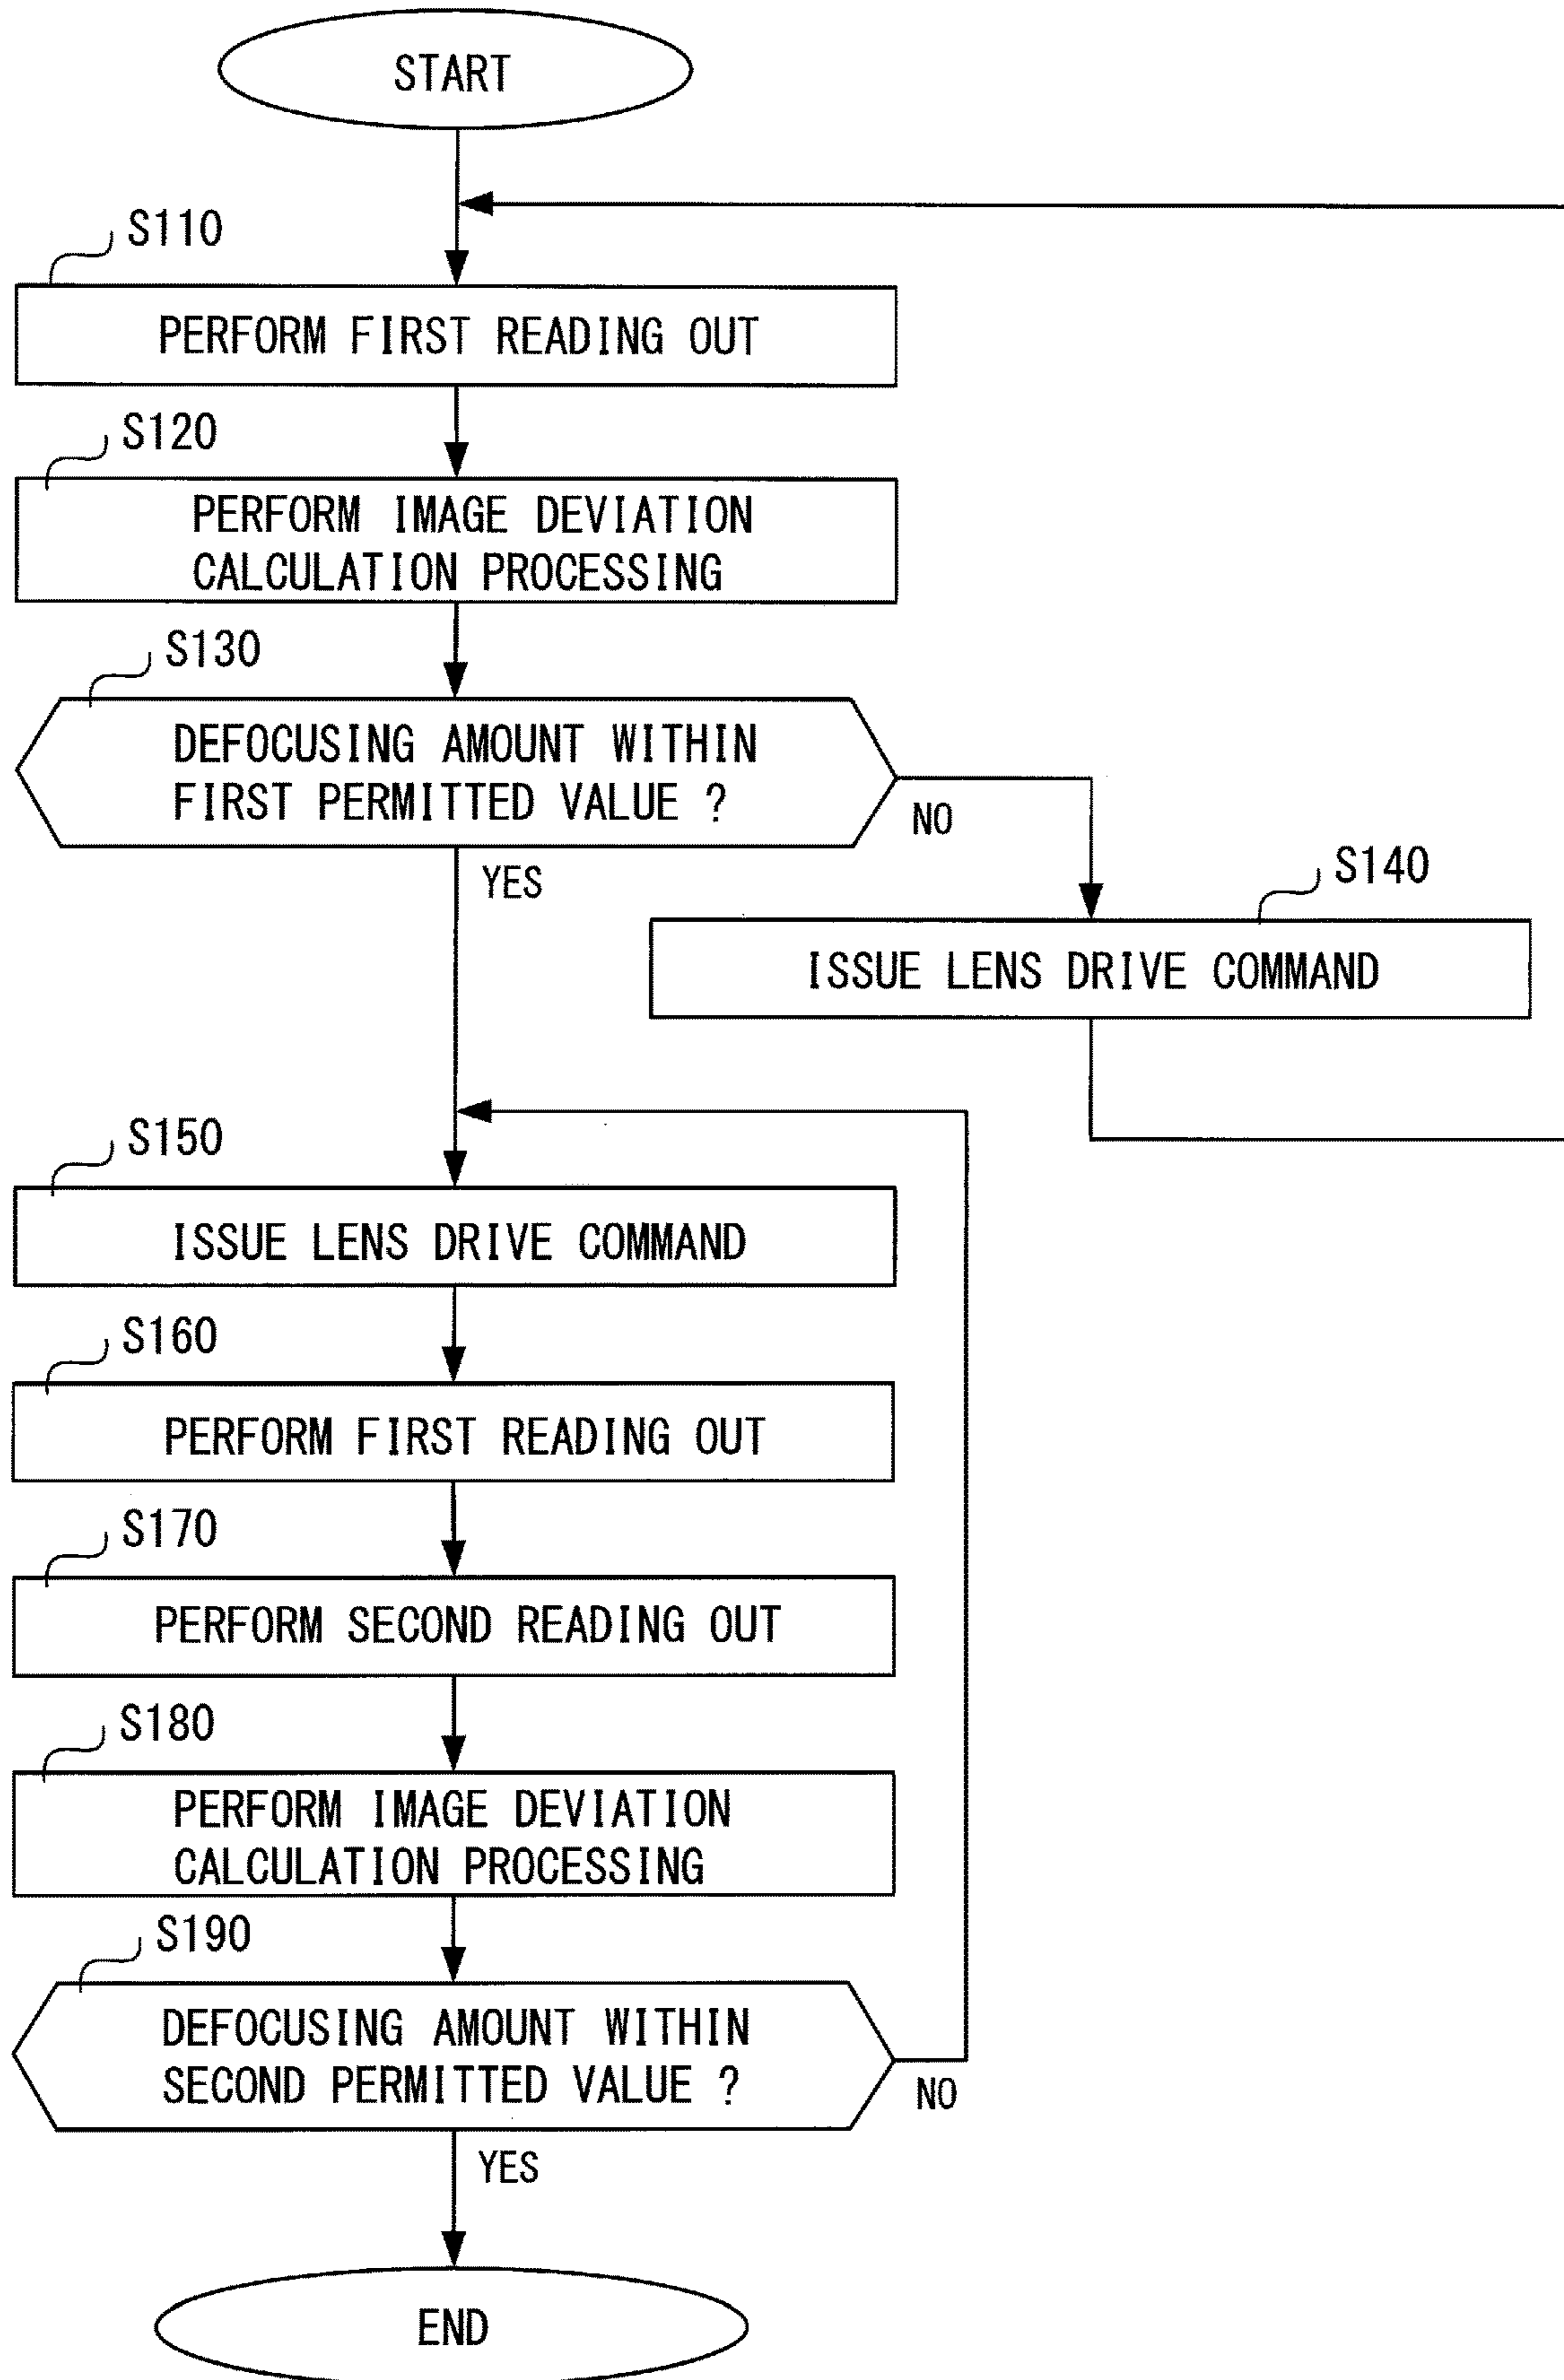 START
S110
PERFORM FIRST READING OUT
S120
PERFORM IMAGE DEVIATION
CALCULATION PROCESSING
S130
DEFOCUSING AMOUNT WITHIN
FIRST PERMITTED VALUE ?
NO
YES
S140
ISSUE LENS DRIVE COMMAND
S150
ISSUE LENS DRIVE COMMAND
S160
PERFORM FIRST READING OUT
S170
PERFORM SECOND READING OUT
S180
PERFORM IMAGE DEVIATION
CALCULATION PROCESSING
S190
DEFOCUSING AMOUNT WITHIN
SECOND PERMITTED VALUE ?
NO
YES
END